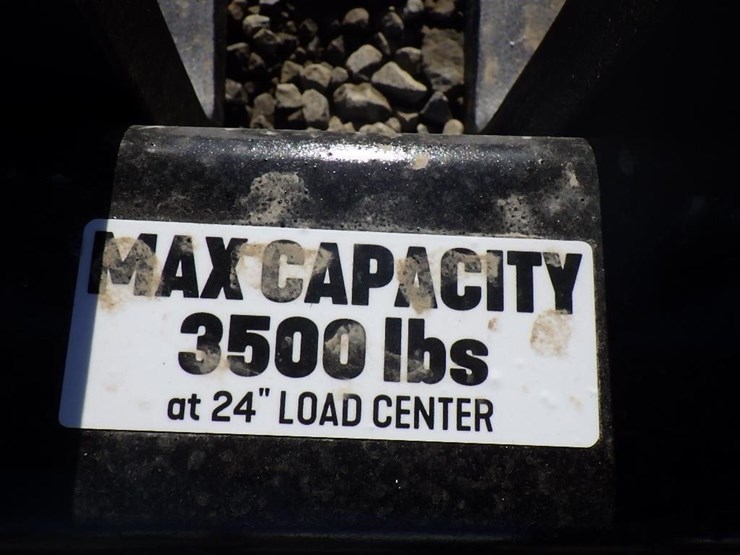 MAX CAPACITY
3500 lbs
at 24" LOAD CENTER